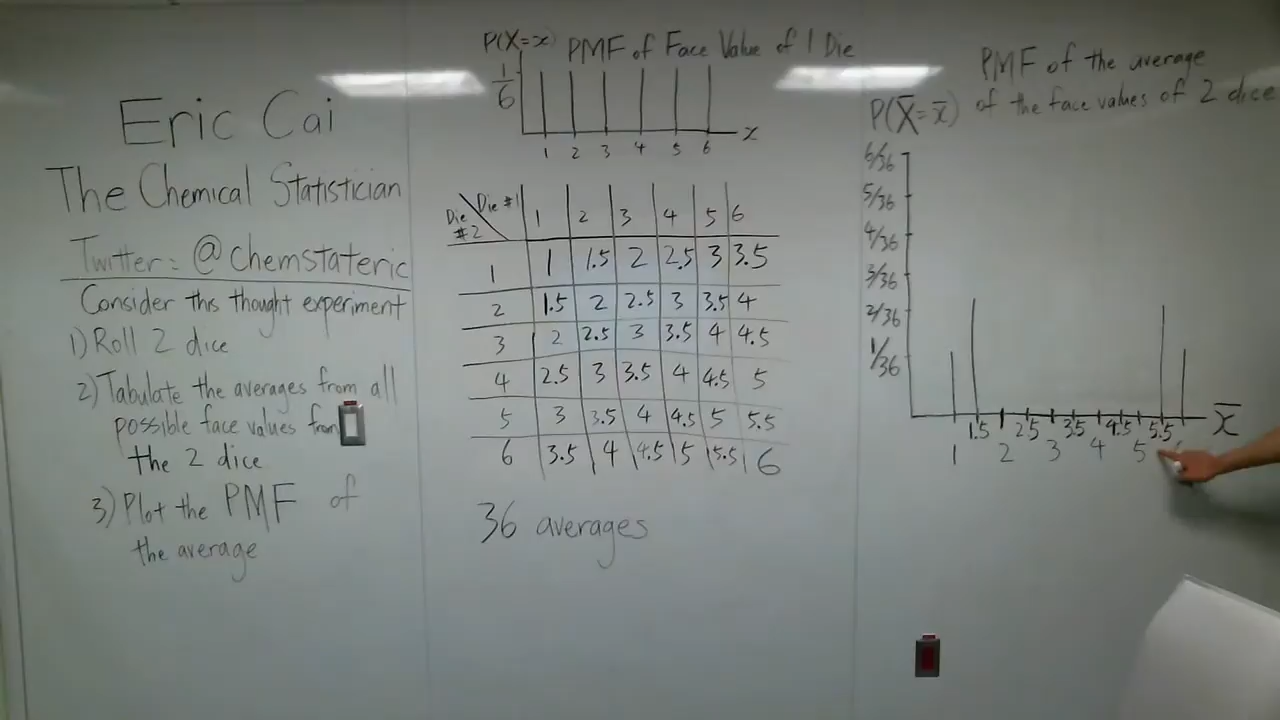 Eric Cai
The Chemical Statistician
Twitter: @chemstateric
Consider this thought experiment
1) Roll 2 dice
2) Tabulate the averages from all
possible face values from
the 2 dice
3) Plot the PMF of
the average
P(X=x) PMF of Face Value of 1 Die
1/6
x
1 2 3 4 5 6
Die #1 1 2 3 4 5 6
Die #2
1 1 1.5 2 2.5 3 3.5
2 1.5 2 2.5 3 3.5 4
3 2 2.5 3 3.5 4 4.5
4 2.5 3 3.5 4 4.5 5
5 3 3.5 4 4.5 5 5.5
6 3.5 4 4.5 5 5.5 6
36 averages
PMF of the average
of the face values of 2 dice
P(X̅=x̅)
6/36
5/36
4/36
3/36
2/36
1/36
x̅
1.5 2.5 3.5 4.5 5.5
1 2 3 4 5